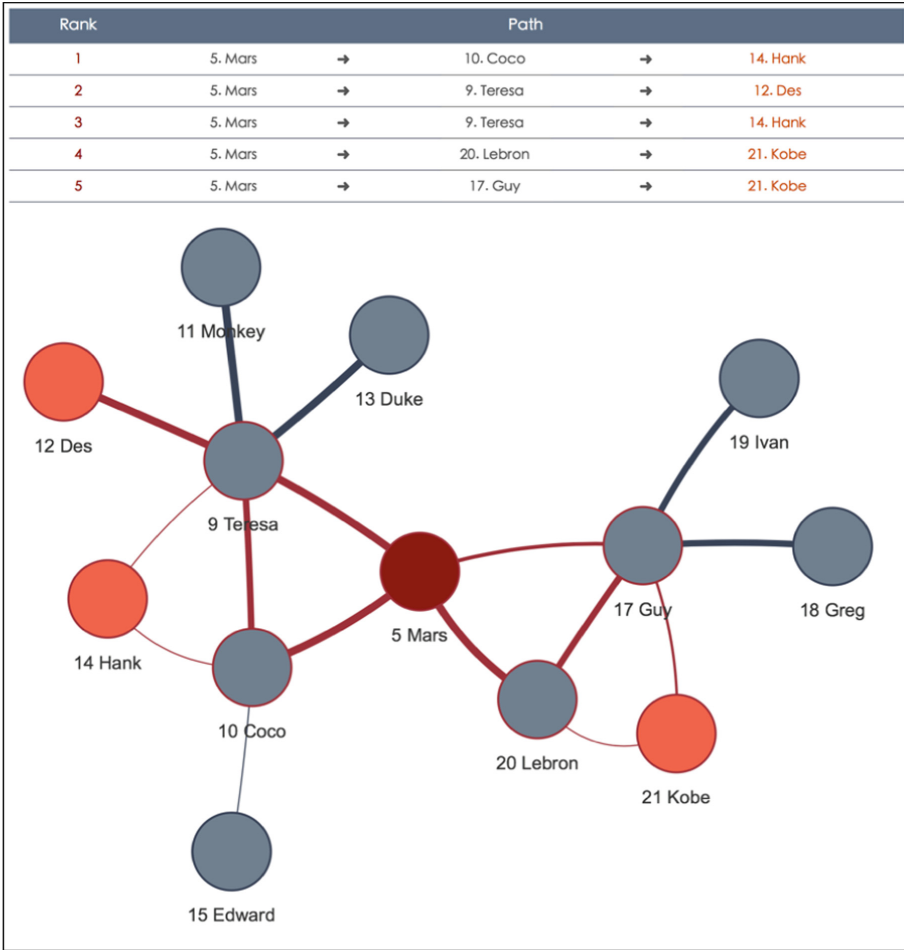 Rank Path
1 5. Mars ➜ 10. Coco ➜ 14. Hank
2 5. Mars ➜ 9. Teresa ➜ 12. Des
3 5. Mars ➜ 9. Teresa ➜ 14. Hank
4 5. Mars ➜ 20. Lebron ➜ 21. Kobe
5 5. Mars ➜ 17. Guy ➜ 21. Kobe
11 Monkey
13 Duke
12 Des
19 Ivan
9 Teresa
17 Guy
18 Greg
5 Mars
14 Hank
10 Coco
20 Lebron
21 Kobe
15 Edward